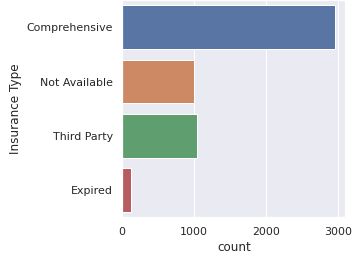 Insurance Type
Comprehensive
Not Available
Third Party
Expired
0 1000 2000 3000
count